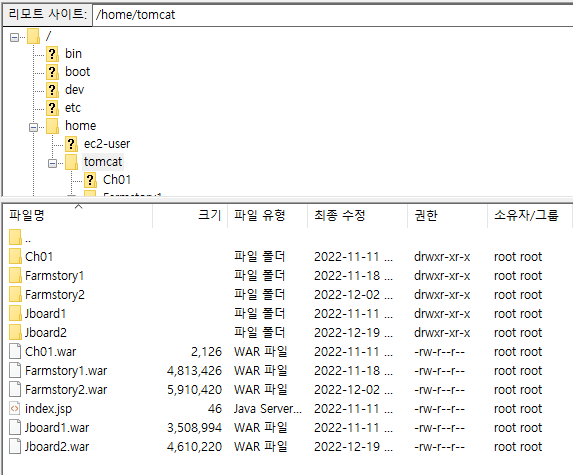 리모트 사이트: /home/tomcat
/
bin
boot
dev
etc
home
ec2-user
tomcat
Ch01
파일명 크기 파일 유형 최종 수정 권한 소유자/그룹
..
Ch01 파일 폴더 2022-11-11 ... drwxr-xr-x root root
Farmstory1 파일 폴더 2022-11-18 ... drwxr-xr-x root root
Farmstory2 파일 폴더 2022-12-02 ... drwxr-xr-x root root
Jboard1 파일 폴더 2022-11-11 ... drwxr-xr-x root root
Jboard2 파일 폴더 2022-12-19 ... drwxr-xr-x root root
Ch01.war 2,126 WAR 파일 2022-11-11 ... -rw-r--r-- root root
Farmstory1.war 4,813,426 WAR 파일 2022-11-18 ... -rw-r--r-- root root
Farmstory2.war 5,910,420 WAR 파일 2022-12-02 ... -rw-r--r-- root root
index.jsp 46 Java Server... 2022-11-11 ... -rw-r--r-- root root
Jboard1.war 3,508,994 WAR 파일 2022-11-11 ... -rw-r--r-- root root
Jboard2.war 4,610,220 WAR 파일 2022-12-19 ... -rw-r--r-- root root